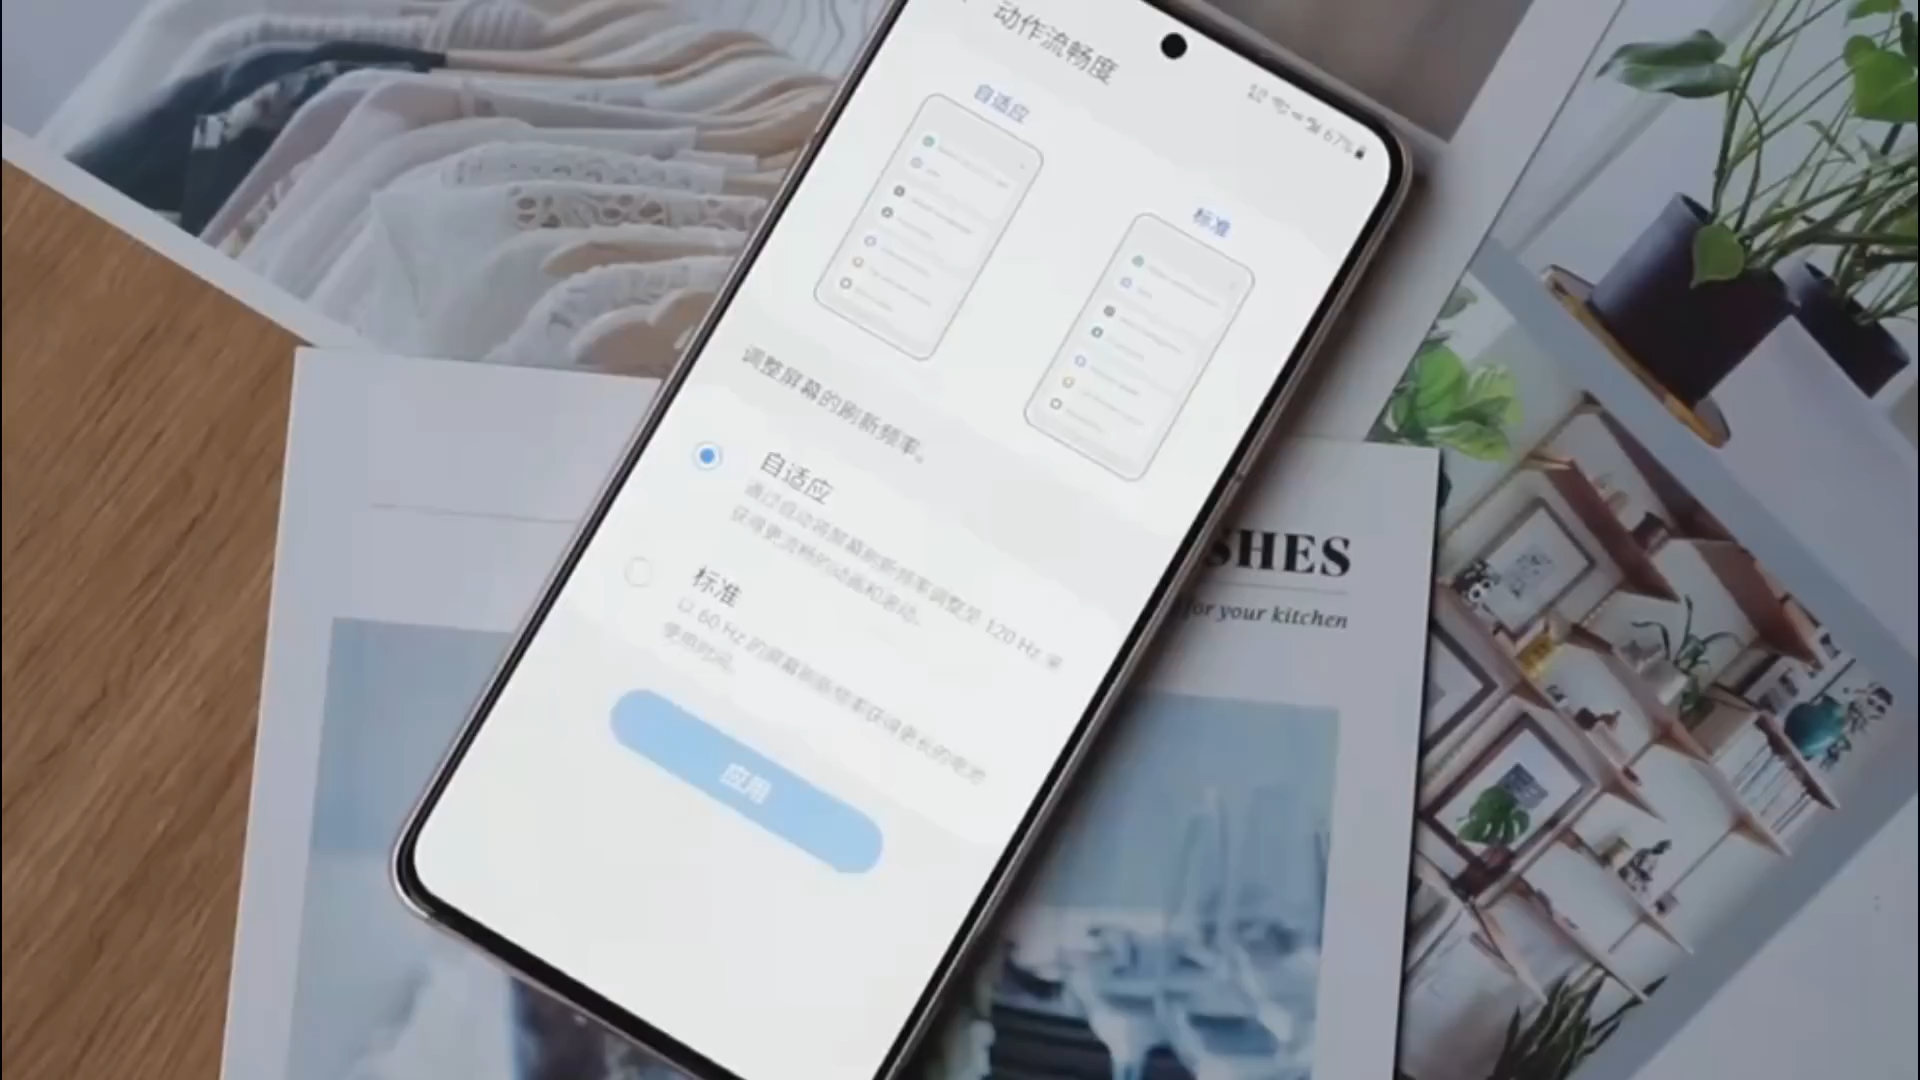 动作流畅度
67%
自适应
标准
调整屏幕的刷新频率。
自适应
通过自动将屏幕刷新频率调整至 120 Hz 来
获得更流畅的动画和滚动。
标准
以 60 Hz 的屏幕刷新频率获得更长的电池
使用时间。
应用
SHES
for your kitchen